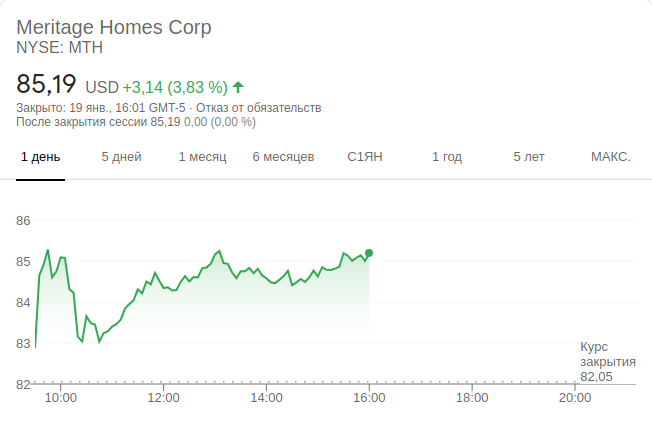 Meritage Homes Corp
NYSE: MTH
85,19 USD +3,14 (3,83 %)
Закрыто: 19 янв., 16:01 GMT-5 · Отказ от обязательств
После закрытия сессии 85,19 0,00 (0,00 %)
1 день 5 дней 1 месяц 6 месяцев С1ЯН 1 год 5 лет МАКС.
86
85
84
83
Курс
закрытия
82,05
82
10:00 12:00 14:00 16:00 18:00 20:00